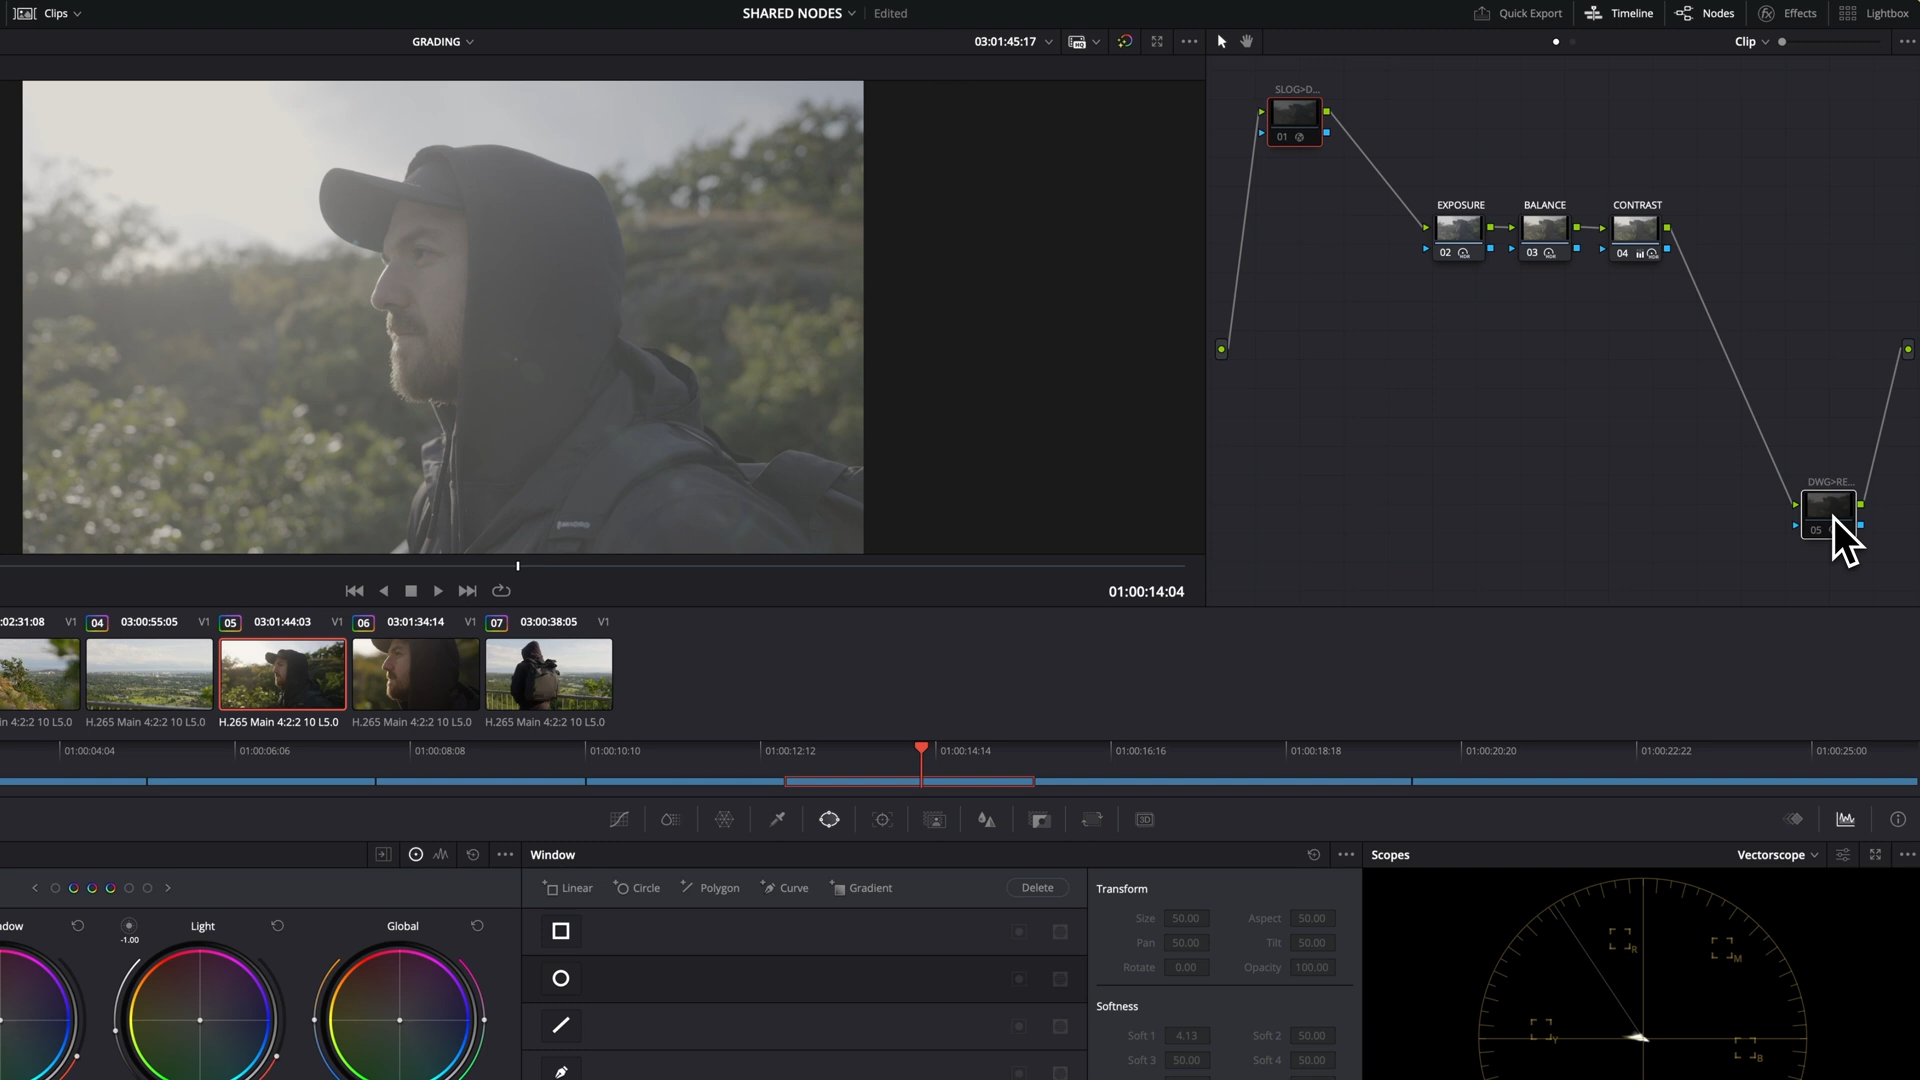 Clips
SHARED NODES
Edited
Quick Export
Timeline
Nodes
Effects
Lightbox
GRADING
03:01:45:17
Clip
SLOG>D...
01
EXPOSURE
BALANCE
CONTRAST
02
HDR
03
HDR
04
HDR
DWG>RE...
05
01:00:14:04
:02:31:08 V1
04 03:00:55:05 V1
05 03:01:44:03 V1
06 03:01:34:14 V1
07 03:00:38:05 V1
in 4:2:2 10 L5.0
H.265 Main 4:2:2 10 L5.0
H.265 Main 4:2:2 10 L5.0
H.265 Main 4:2:2 10 L5.0
H.265 Main 4:2:2 10 L5.0
01:00:04:04
01:00:06:06
01:00:08:08
01:00:10:10
01:00:12:12
01:00:14:14
01:00:16:16
01:00:18:18
01:00:20:20
01:00:22:22
01:00:25:00
3D
Window
Scopes
Vectorscope
Linear
Circle
Polygon
Curve
Gradient
Delete
Transform
dow
-1.00
Light
Global
Size 50.00 Aspect 50.00
Pan 50.00 Tilt 50.00
Rotate 0.00 Opacity 100.00
Softness
Soft 1 4.13 Soft 2 50.00
Soft 3 50.00 Soft 4 50.00
R
M
Y
B